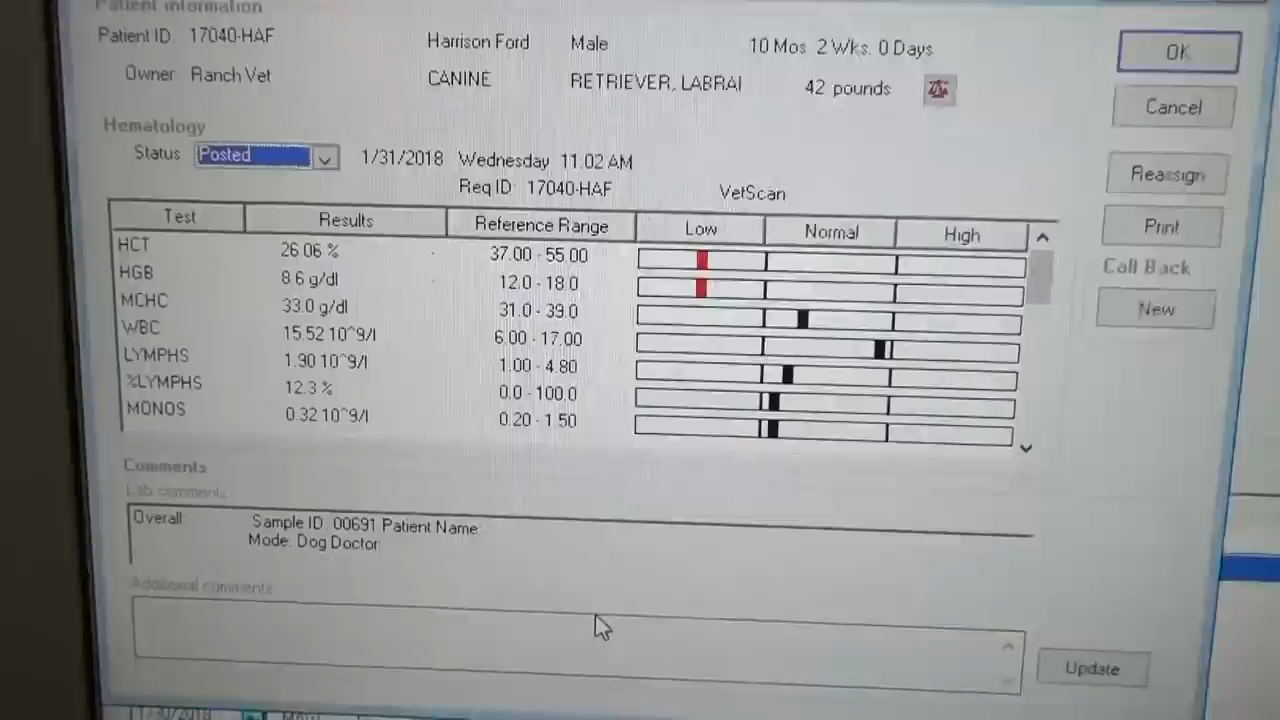 Patient Information
Patient ID 17040-HAF Harrison Ford Male 10 Mos 2 Wks. 0 Days
Owner Ranch Vet CANINE RETRIEVER, LABRAI 42 pounds
OK
Cancel
Hematology
Status Posted 1/31/2018 Wednesday 11:02 AM
Req ID: 17040-HAF VetScan
Reassign
Print
Call Back
New
Test Results Reference Range Low Normal High
HCT 26.06 % 37.00 - 55.00
HGB 8.6 g/dl 12.0 - 18.0
MCHC 33.0 g/dl 31.0 - 39.0
WBC 15.52 10^9/l 6.00 - 17.00
LYMPHS 1.90 10^9/l 1.00 - 4.80
%LYMPHS 12.3 % 0.0 - 100.0
MONOS 0.32 10^9/l 0.20 - 1.50
Comments
Lab comments
Overall: Sample ID: 00691 Patient Name:
Mode: Dog Doctor:
Additional comments
Update
1/30/2018